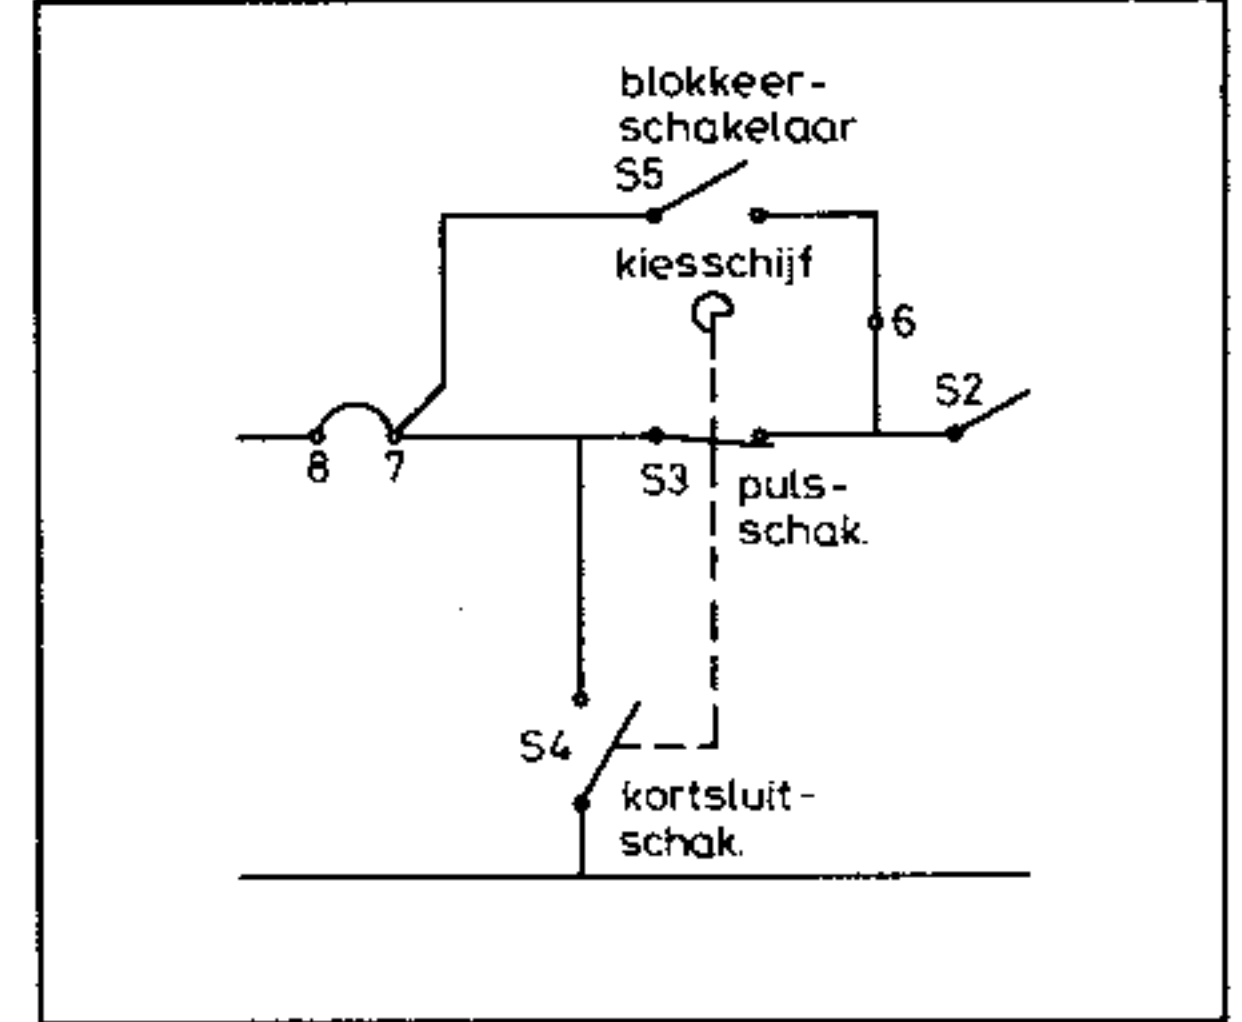 blokkeer-
schakelaar
S5
kiesschijf
6
S2
8
7
S3
puls-
schak.
S4
kortsluit-
schak.